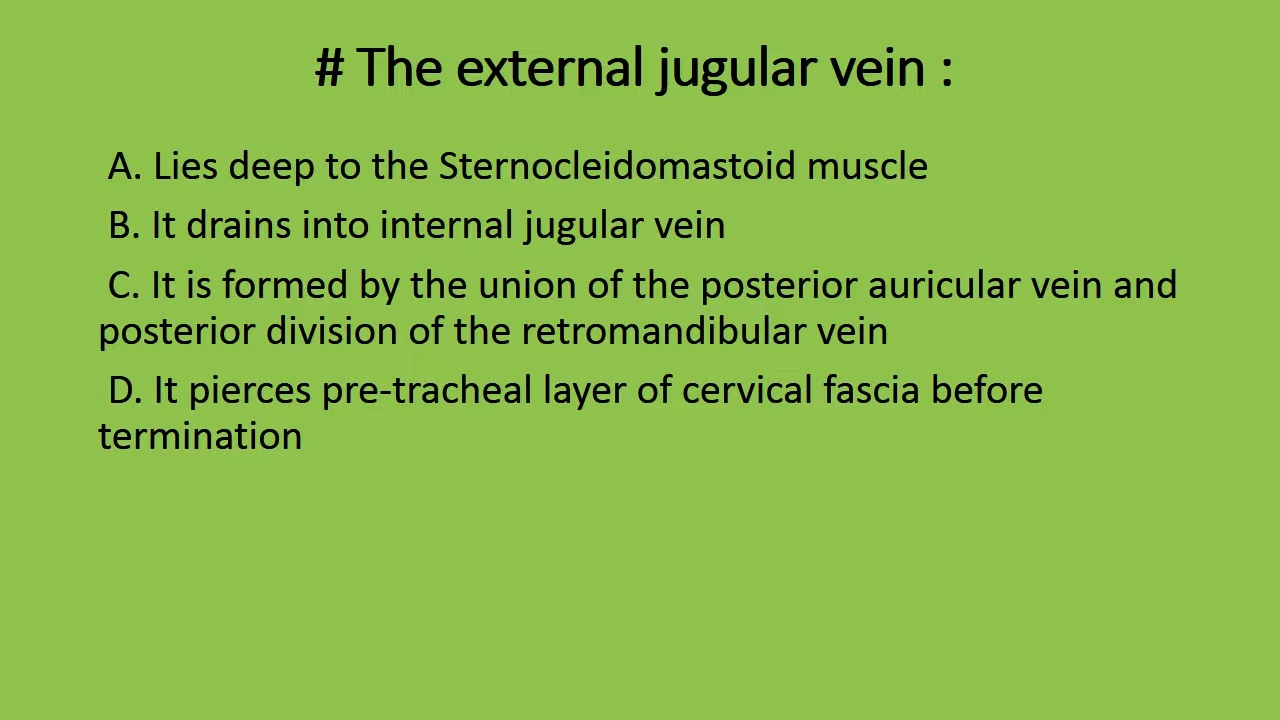 # The external jugular vein :
A. Lies deep to the Sternocleidomastoid muscle
B. It drains into internal jugular vein
C. It is formed by the union of the posterior auricular vein and
posterior division of the retromandibular vein
D. It pierces pre-tracheal layer of cervical fascia before
termination